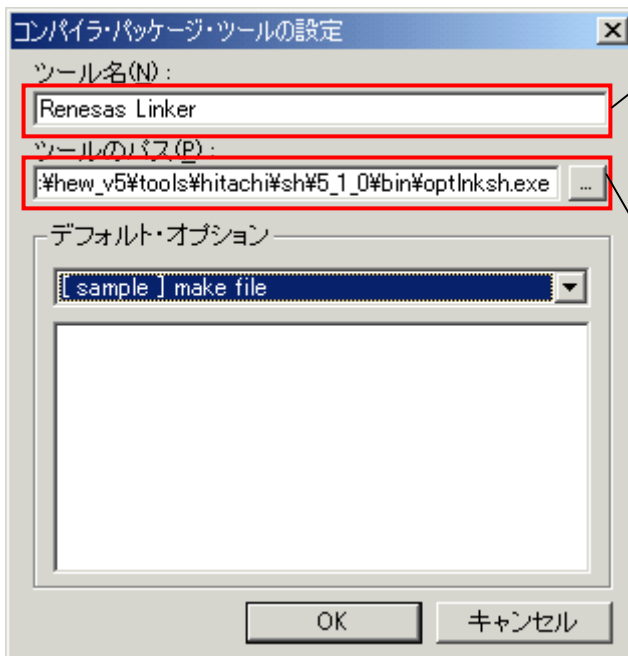 コンパイラ・パッケージ・ツールの設定
ツール名(N) :
Renesas Linker
ツールのパス(P) :
:¥hew_v5¥tools¥hitachi¥sh¥5_1_0¥bin¥optlnksh.exe ...
デフォルト・オプション
[ sample ] make file
OK キャンセル